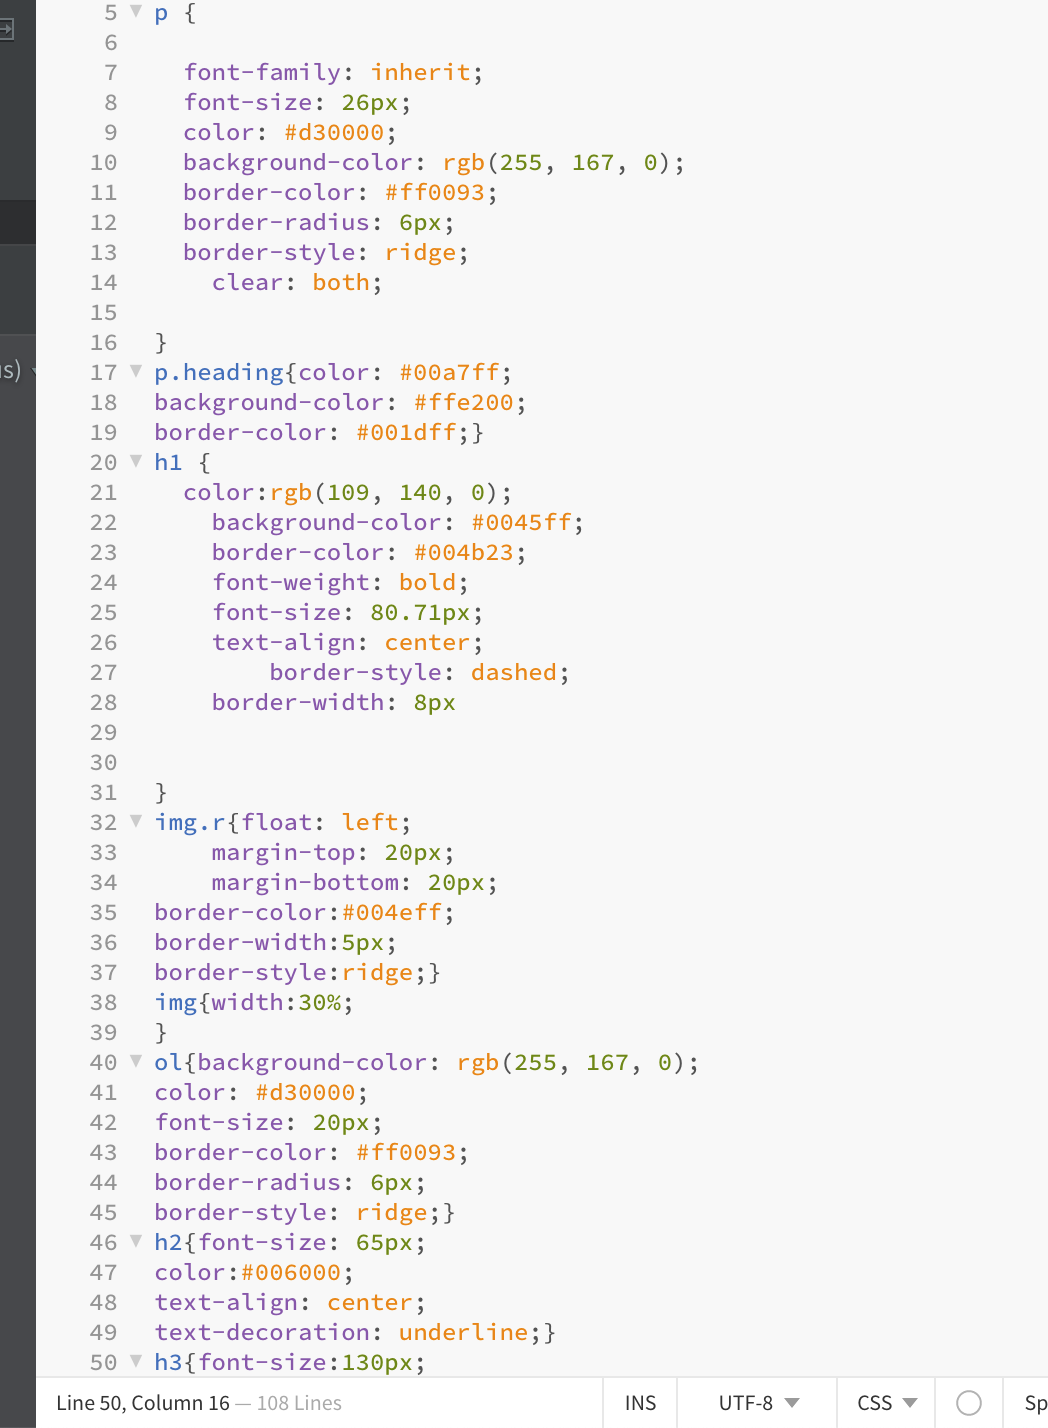 5 p {
6
7 font-family: inherit;
8 font-size: 26px;
9 color: #d30000;
10 background-color: rgb(255, 167, 0);
11 border-color: #ff0093;
12 border-radius: 6px;
13 border-style: ridge;
14 clear: both;
15
16 }
17 p.heading{color: #00a7ff;
18 background-color: #ffe200;
19 border-color: #001dff;}
20 h1 {
21 color:rgb(109, 140, 0);
22 background-color: #0045ff;
23 border-color: #004b23;
24 font-weight: bold;
25 font-size: 80.71px;
26 text-align: center;
27 border-style: dashed;
28 border-width: 8px
29
30
31 }
32 img.r{float: left;
33 margin-top: 20px;
34 margin-bottom: 20px;
35 border-color:#004eff;
36 border-width:5px;
37 border-style:ridge;}
38 img{width:30%;
39 }
40 ol{background-color: rgb(255, 167, 0);
41 color: #d30000;
42 font-size: 20px;
43 border-color: #ff0093;
44 border-radius: 6px;
45 border-style: ridge;}
46 h2{font-size: 65px;
47 color:#006000;
48 text-align: center;
49 text-decoration: underline;}
50 h3{font-size:130px;
Line 50, Column 16 — 108 Lines INS UTF-8 CSS Sp